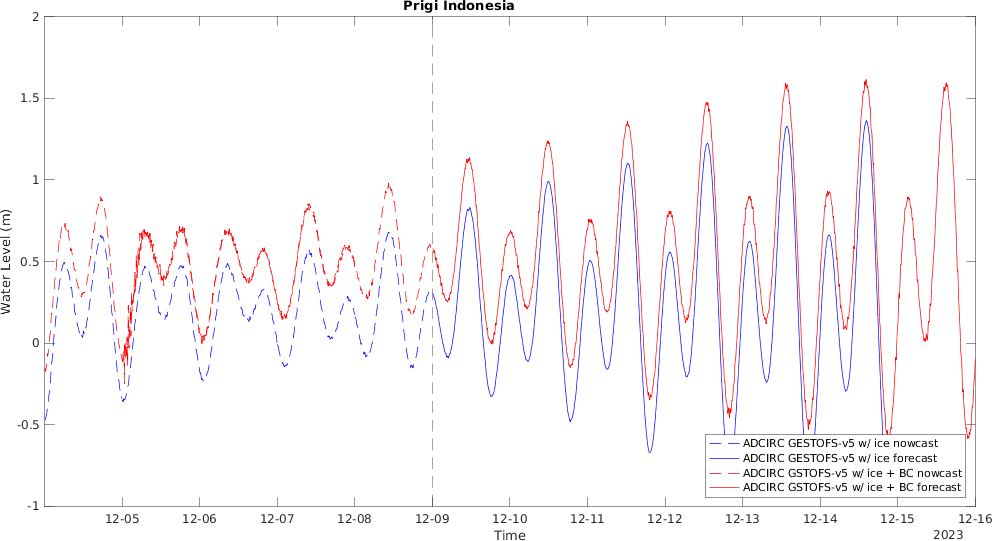 Prigi Indonesia
Water Level (m)
2
1.5
1
0.5
0
-0.5
-1
ADCIRC GESTOFS-v5 w/ ice nowcast
ADCIRC GESTOFS-v5 w/ ice forecast
ADCIRC GSTOFS-v5 w/ ice + BC nowcast
ADCIRC GSTOFS-v5 w/ ice + BC forecast
12-05 12-06 12-07 12-08 12-09 12-10 12-11 12-12 12-13 12-14 12-15 12-16
Time
2023